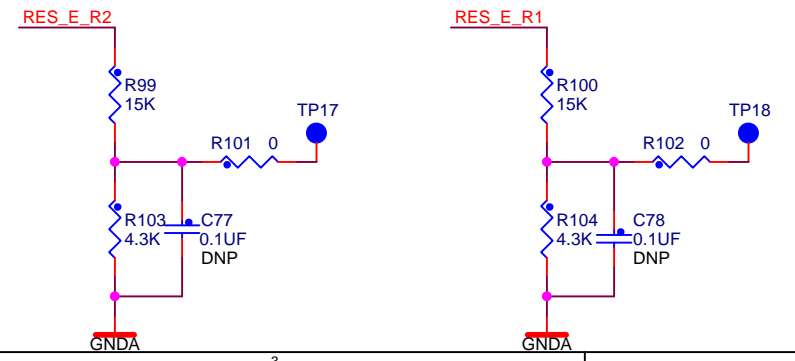 RES_E_R2
RES_E_R1
R99
15K
R100
15K
TP17
TP18
R101 0
R102 0
R103
4.3K
C77
0.1UF
DNP
R104
4.3K
C78
0.1UF
DNP
GNDA
GNDA
3